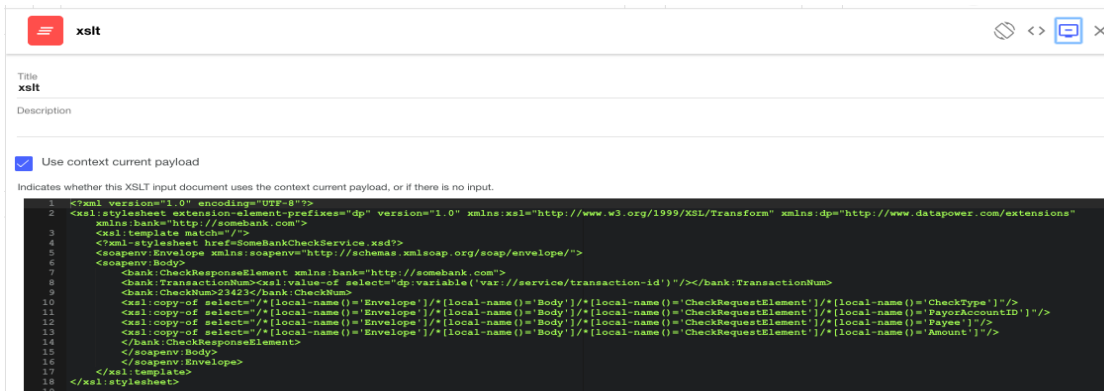 xslt
< >
Title
xslt
Description
Use context current payload
Indicates whether this XSLT input document uses the context current payload, or if there is no input.
1 <?xml version="1.0" encoding="UTF-8"?>
2 <xsl:stylesheet extension-element-prefixes="dp" version="1.0" xmlns:xsl="http://www.w3.org/1999/XSL/Transform" xmlns:dp="http://www.datapower.com/extensions"
xmlns:bank="http://somebank.com">
3 <xsl:template match="/">
4 <?xml-stylesheet href=SomeBankCheckService.xsd?>
5 <soapenv:Envelope xmlns:soapenv="http://schemas.xmlsoap.org/soap/envelope/">
6 <soapenv:Body>
7 <bank:CheckResponseElement xmlns:bank="http://somebank.com">
8 <bank:TransactionNum><xsl:value-of select="dp:variable('var://service/transaction-id')"/></bank:TransactionNum>
9 <bank:CheckNum>23423</bank:CheckNum>
10 <xsl:copy-of select="/*[local-name()='Envelope']/*[local-name()='Body']/*[local-name()='CheckRequestElement']/*[local-name()='CheckType']"/>
11 <xsl:copy-of select="/*[local-name()='Envelope']/*[local-name()='Body']/*[local-name()='CheckRequestElement']/*[local-name()='PayorAccountID']"/>
12 <xsl:copy-of select="/*[local-name()='Envelope']/*[local-name()='Body']/*[local-name()='CheckRequestElement']/*[local-name()='Payee']"/>
13 <xsl:copy-of select="/*[local-name()='Envelope']/*[local-name()='Body']/*[local-name()='CheckRequestElement']/*[local-name()='Amount']"/>
14 </bank:CheckResponseElement>
15 </soapenv:Body>
16 </soapenv:Envelope>
17 </xsl:template>
18 </xsl:stylesheet>
19